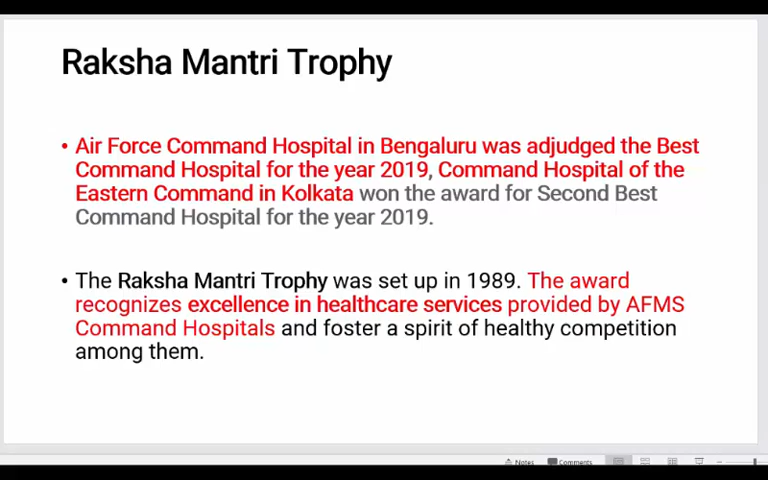 Raksha Mantri Trophy
• Air Force Command Hospital in Bengaluru was adjudged the Best
Command Hospital for the year 2019, Command Hospital of the
Eastern Command in Kolkata won the award for Second Best
Command Hospital for the year 2019.
• The Raksha Mantri Trophy was set up in 1989. The award
recognizes excellence in healthcare services provided by AFMS
Command Hospitals and foster a spirit of healthy competition
among them.
Notes Comments